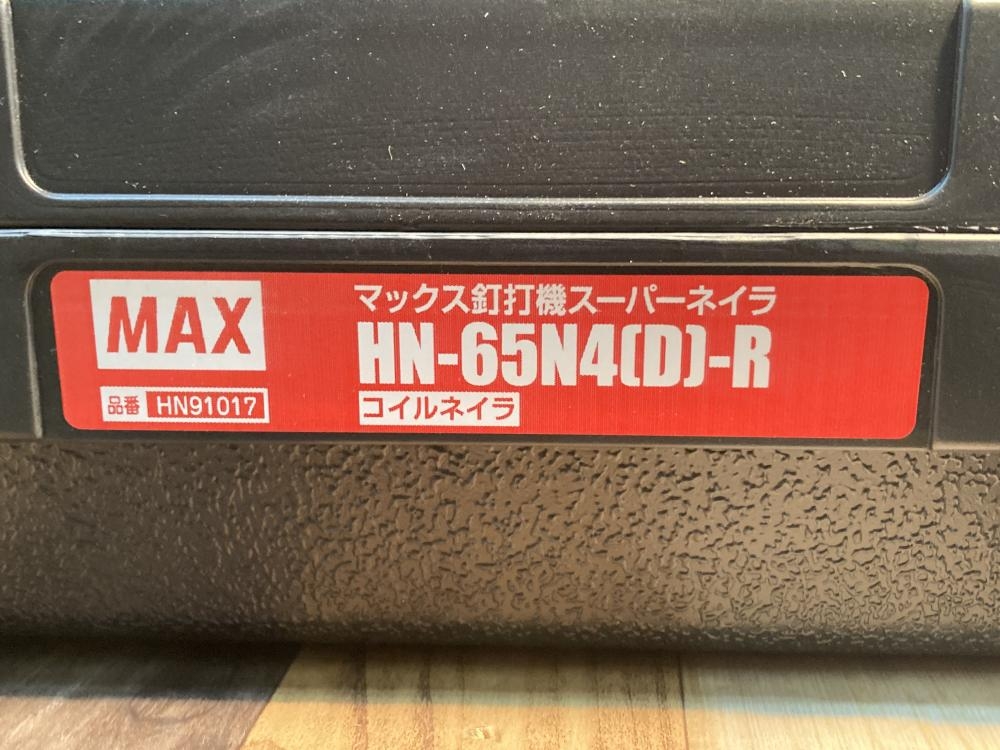 MAX
品番 HN91017
マックス釘打機スーパーネイラ
HN-65N4(D)-R
コイルネイラ